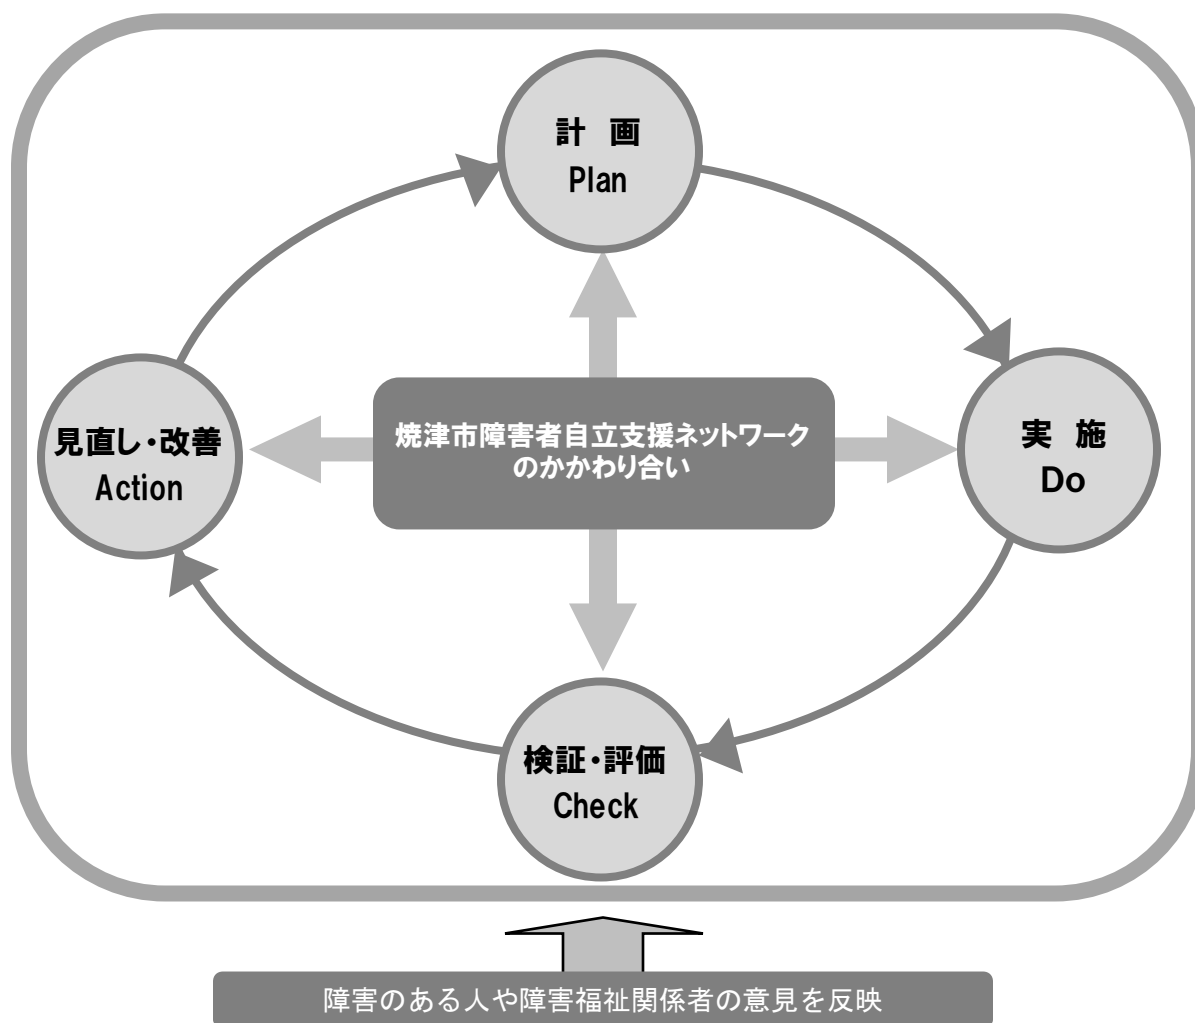 計 画
Plan
焼津市障害者自立支援ネットワーク
のかかわり合い
見直し・改善
Action
実 施
Do
検証・評価
Check
障害のある人や障害福祉関係者の意見を反映